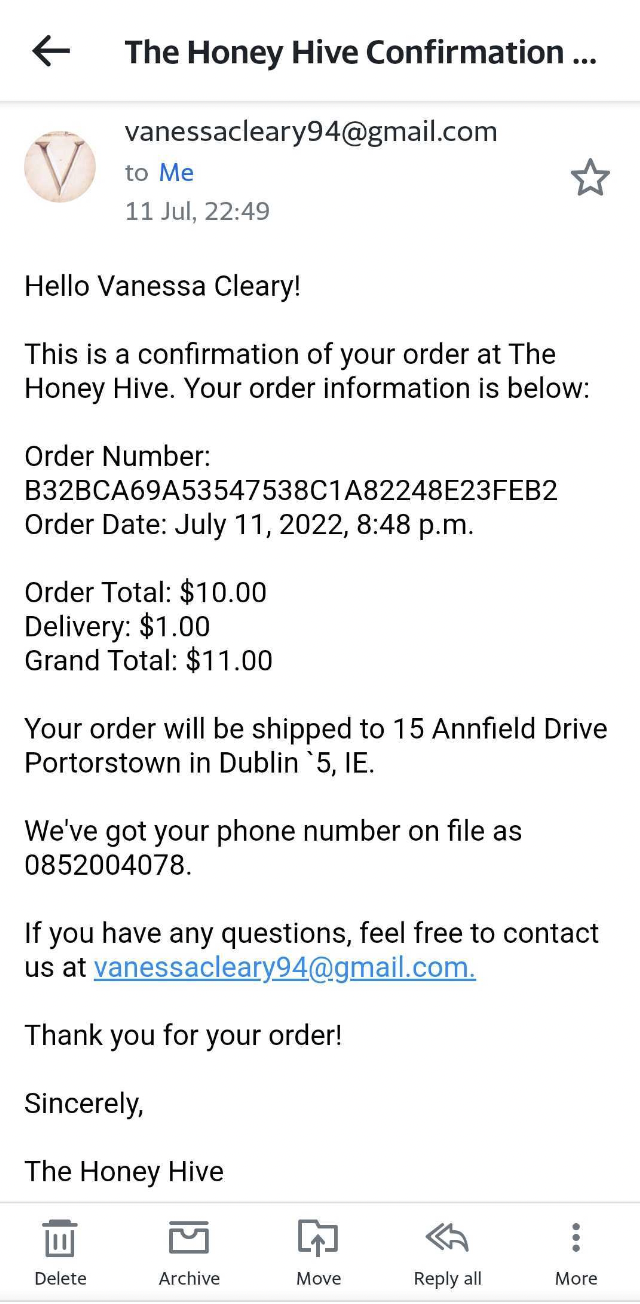 The Honey Hive Confirmation ...
vanessacleary94@gmail.com
V
to Me
11 Jul, 22:49
Hello Vanessa Cleary!
This is a confirmation of your order at The
Honey Hive. Your order information is below:
Order Number:
B32BCA69A53547538C1A82248E23FEB2
Order Date: July 11, 2022, 8:48 p.m.
Order Total: $10.00
Delivery: $1.00
Grand Total: $11.00
Your order will be shipped to 15 Annfield Drive
Portorstown in Dublin `5, IE.
We've got your phone number on file as
0852004078.
If you have any questions, feel free to contact
us at vanessacleary94@gmail.com.
Thank you for your order!
Sincerely,
The Honey Hive
Delete Archive Move Reply all More